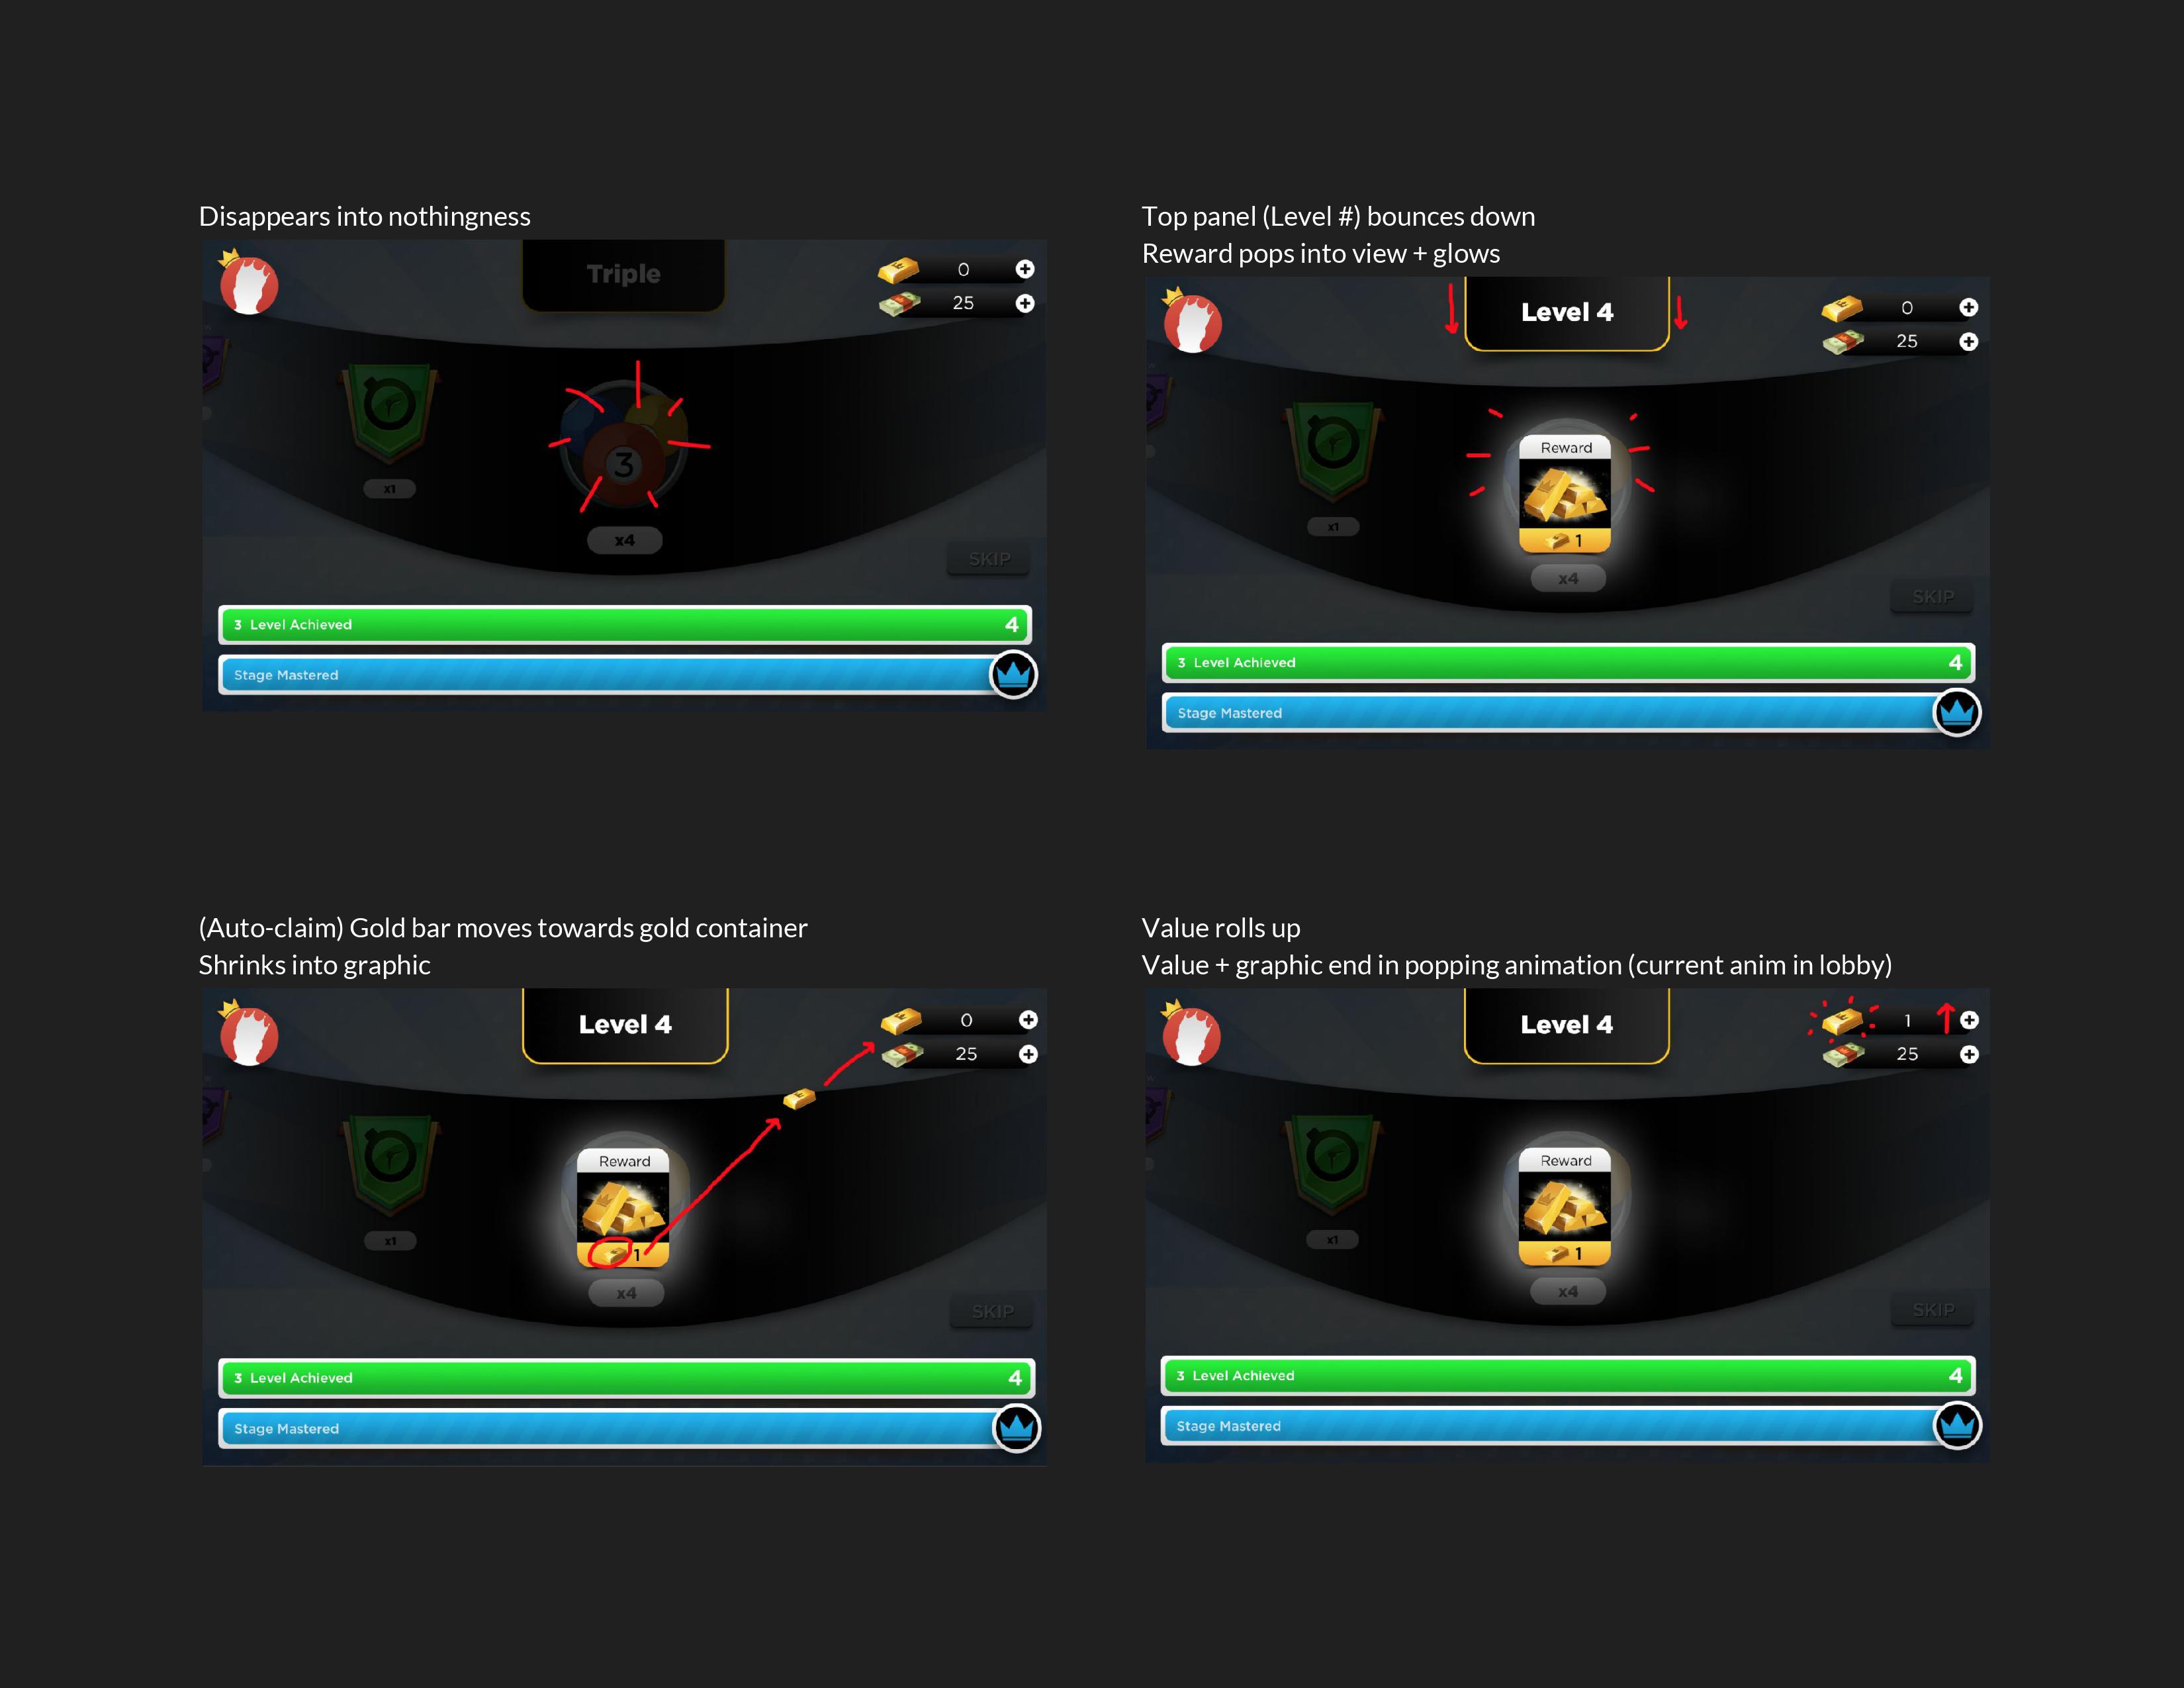 Disappears into nothingness
Triple
0
25
3
x1
x4
SKIP
3 Level Achieved
4
Stage Mastered
Top panel (Level #) bounces down
Reward pops into view + glows
Level 4
0
25
Reward
1
x1
x4
SKIP
3 Level Achieved
4
Stage Mastered
(Auto-claim) Gold bar moves towards gold container
Shrinks into graphic
Level 4
0
25
Reward
1
x1
x4
SKIP
3 Level Achieved
4
Stage Mastered
Value rolls up
Value + graphic end in popping animation (current anim in lobby)
Level 4
1
25
Reward
1
x1
x4
SKIP
3 Level Achieved
4
Stage Mastered